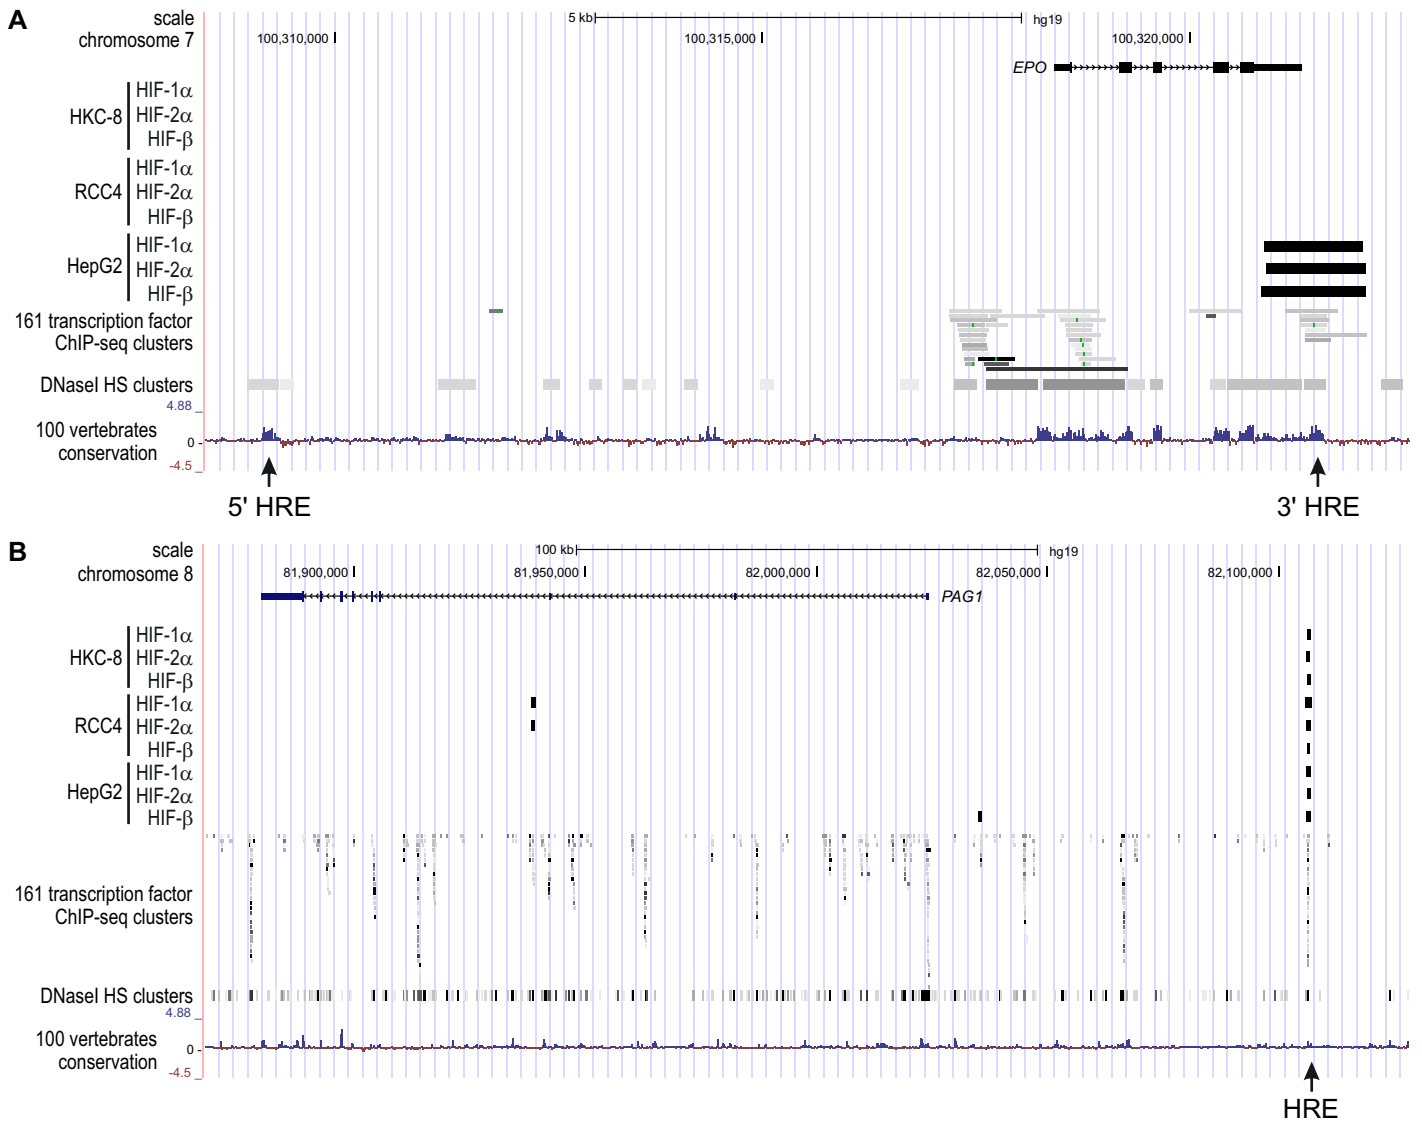 A
scale
5 kb
hg19
chromosome 7
100,310,000
100,315,000
100,320,000
EPO
HKC-8
HIF-1α
HIF-2α
HIF-β
RCC4
HIF-1α
HIF-2α
HIF-β
HepG2
HIF-1α
HIF-2α
HIF-β
161 transcription factor
ChIP-seq clusters
DNaseI HS clusters
4.88 _
100 vertebrates
conservation
0 -
-4.5 _
5' HRE
3' HRE
B
scale
100 kb
hg19
chromosome 8
81,900,000
81,950,000
82,000,000
82,050,000
82,100,000
PAG1
HKC-8
HIF-1α
HIF-2α
HIF-β
RCC4
HIF-1α
HIF-2α
HIF-β
HepG2
HIF-1α
HIF-2α
HIF-β
161 transcription factor
ChIP-seq clusters
DNaseI HS clusters
4.88 _
100 vertebrates
conservation
0 -
-4.5 _
HRE